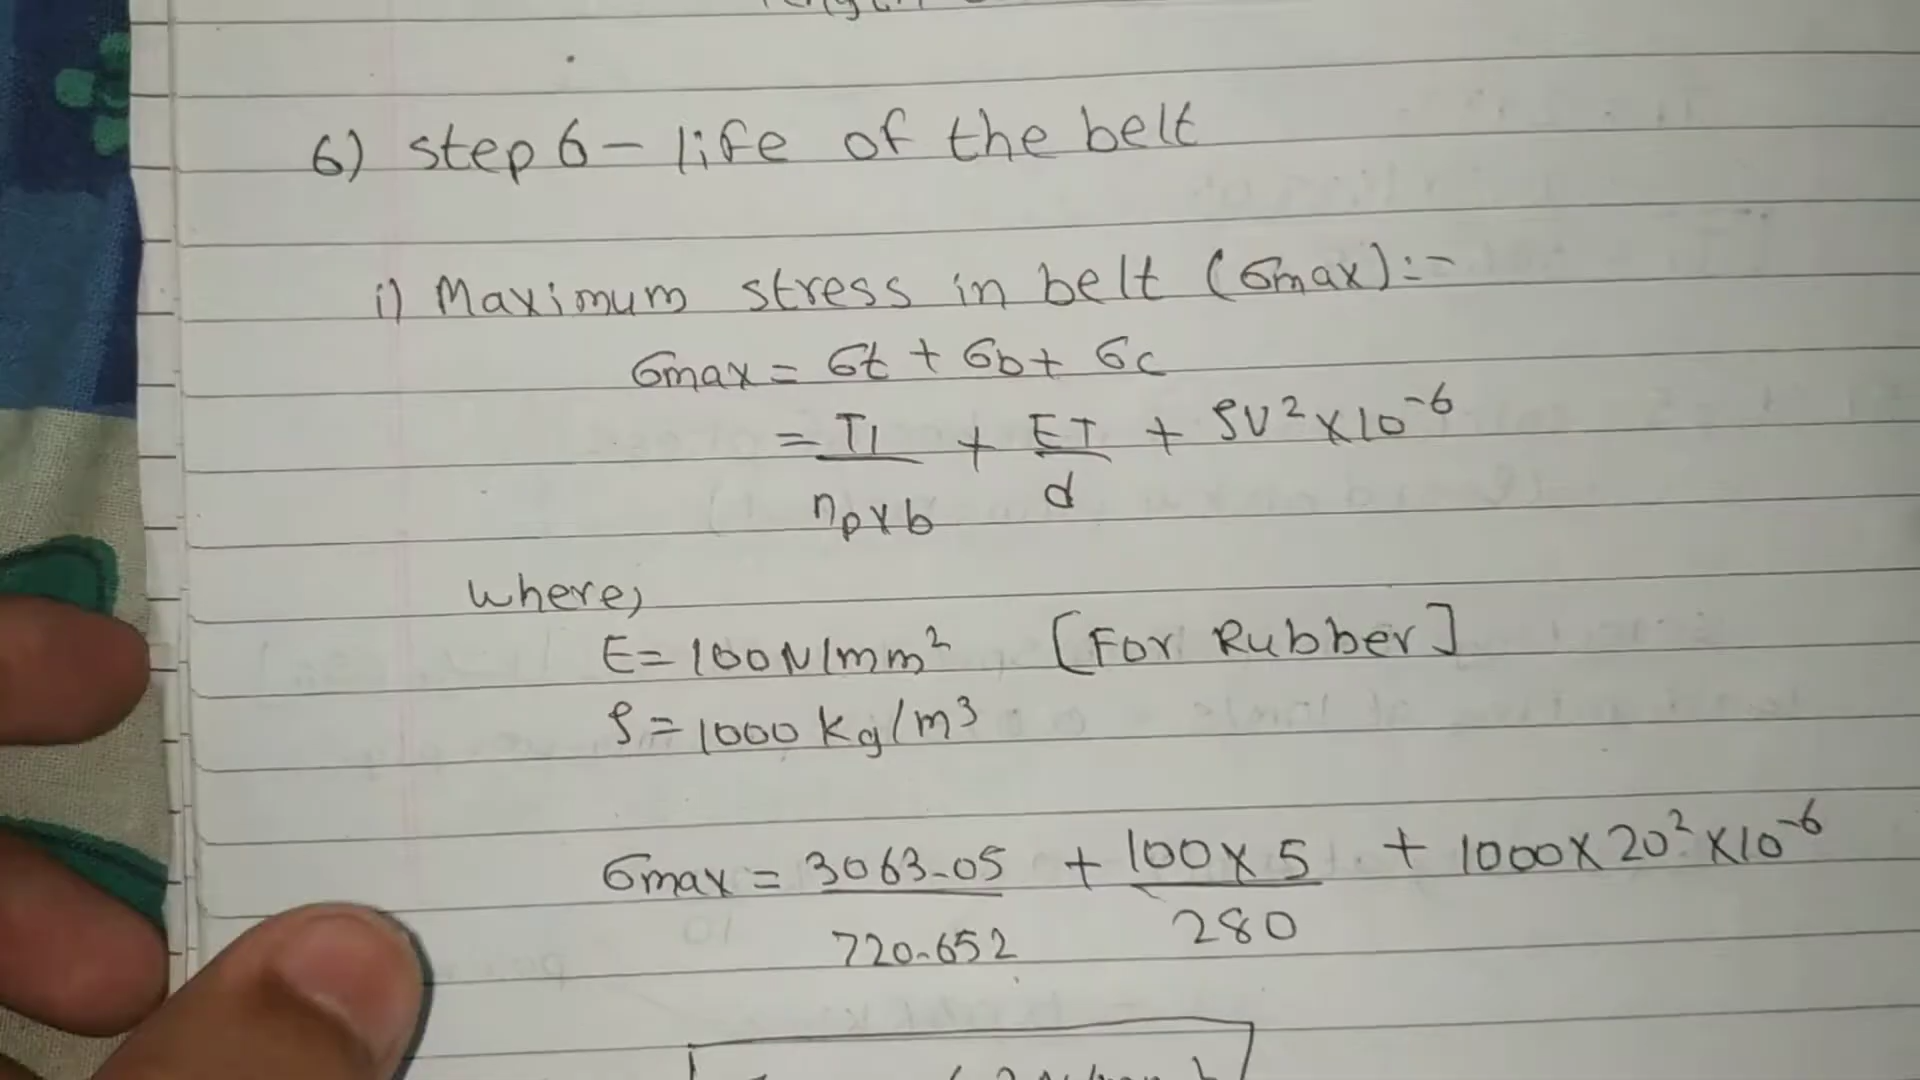 6) step 6 - life of the belt
i) Maximum stress in belt (σmax):-
σmax = σt + σb + σc
= T1/np×b + ET/d + ρV²×10⁻⁶
where,
E = 100N/mm² [For Rubber]
ρ = 1000 kg/m³
σmax = 3063.05/720.652 + 100×5/280 + 1000×20²×10⁻⁶